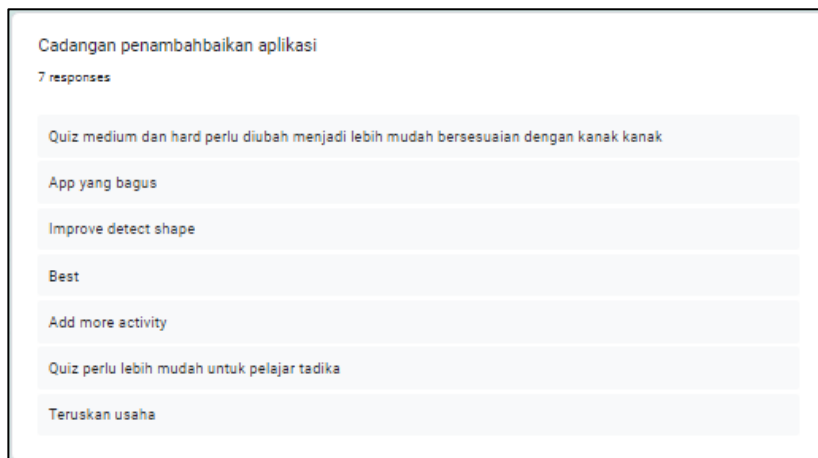 Cadangan penambahbaikan aplikasi
7 responses
Quiz medium dan hard perlu diubah menjadi lebih mudah bersesuaian dengan kanak kanak
App yang bagus
Improve detect shape
Best
Add more activity
Quiz perlu lebih mudah untuk pelajar tadika
Teruskan usaha